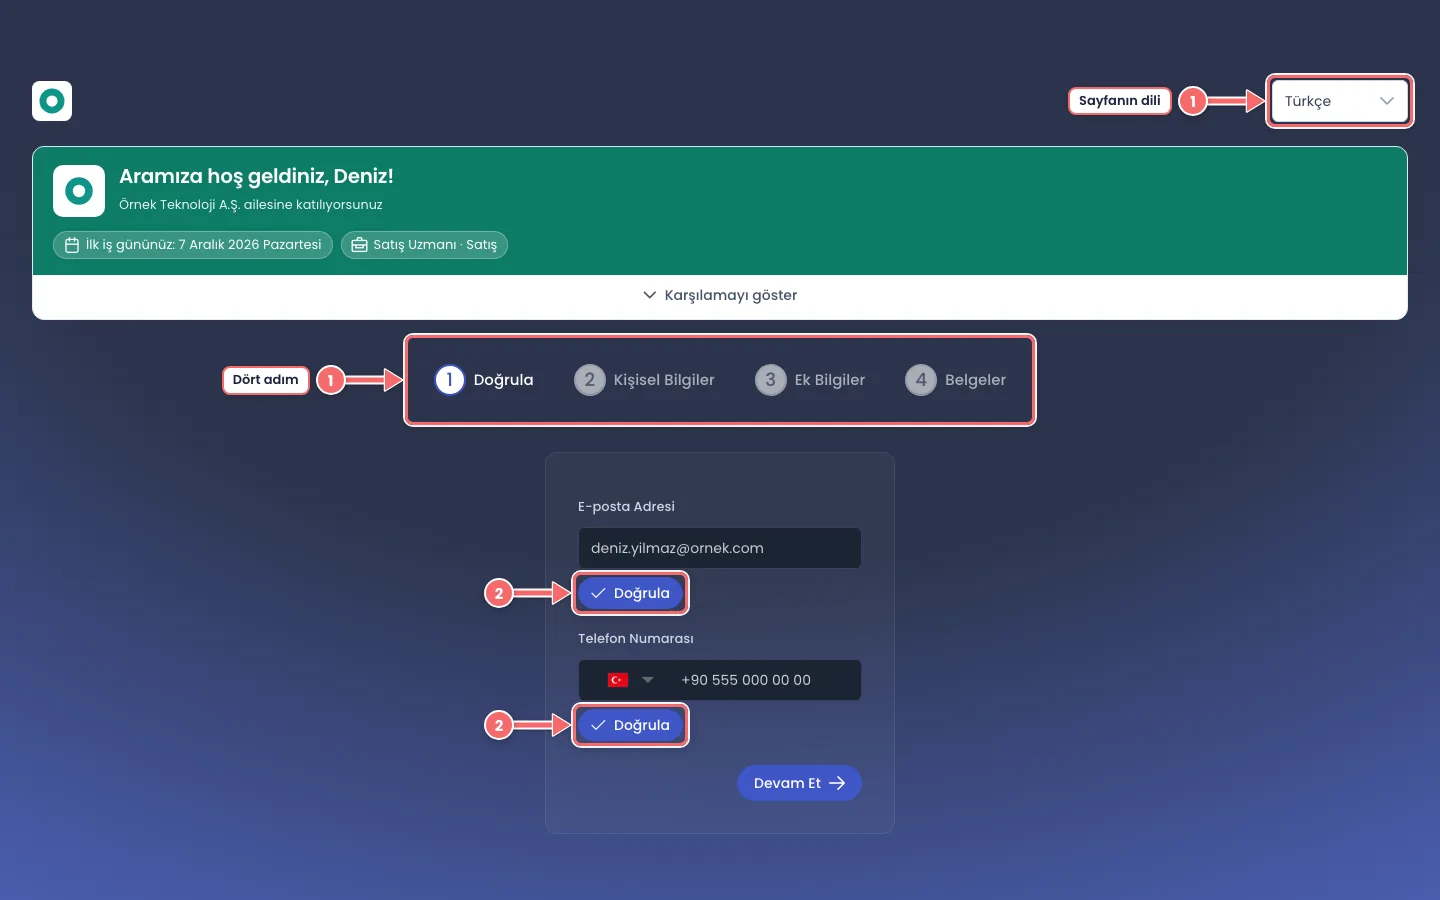 Sayfanın dili
1
Türkçe
Aramıza hoş geldiniz, Deniz!
Örnek Teknoloji A.Ş. ailesine katılıyorsunuz
İlk iş gününüz: 7 Aralık 2026 Pazartesi
Satış Uzmanı · Satış
Karşılamayı göster
Dört adım
1
1 Doğrula
2 Kişisel Bilgiler
3 Ek Bilgiler
4 Belgeler
E-posta Adresi
deniz.yilmaz@ornek.com
2
Doğrula
Telefon Numarası
+90 555 000 00 00
2
Doğrula
Devam Et